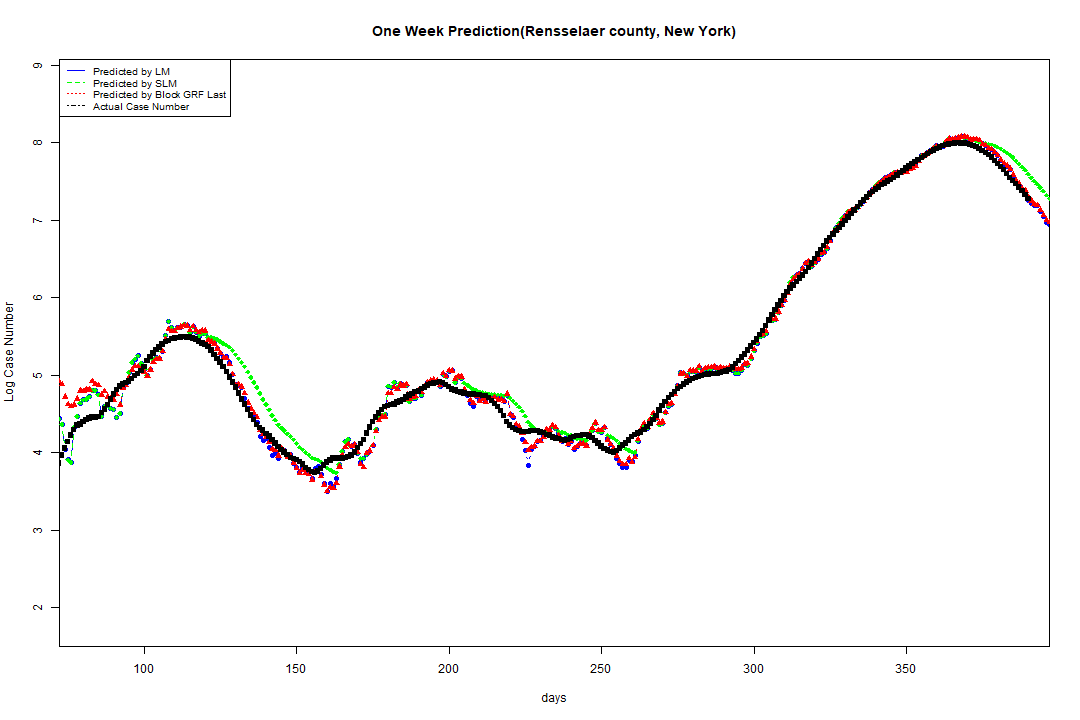 One Week Prediction(Rensselaer county, New York)
Predicted by LM
Predicted by SLM
Predicted by Block GRF Last
Actual Case Number
9
8
7
6
5
4
3
2
Log Case Number
100 150 200 250 300 350
days